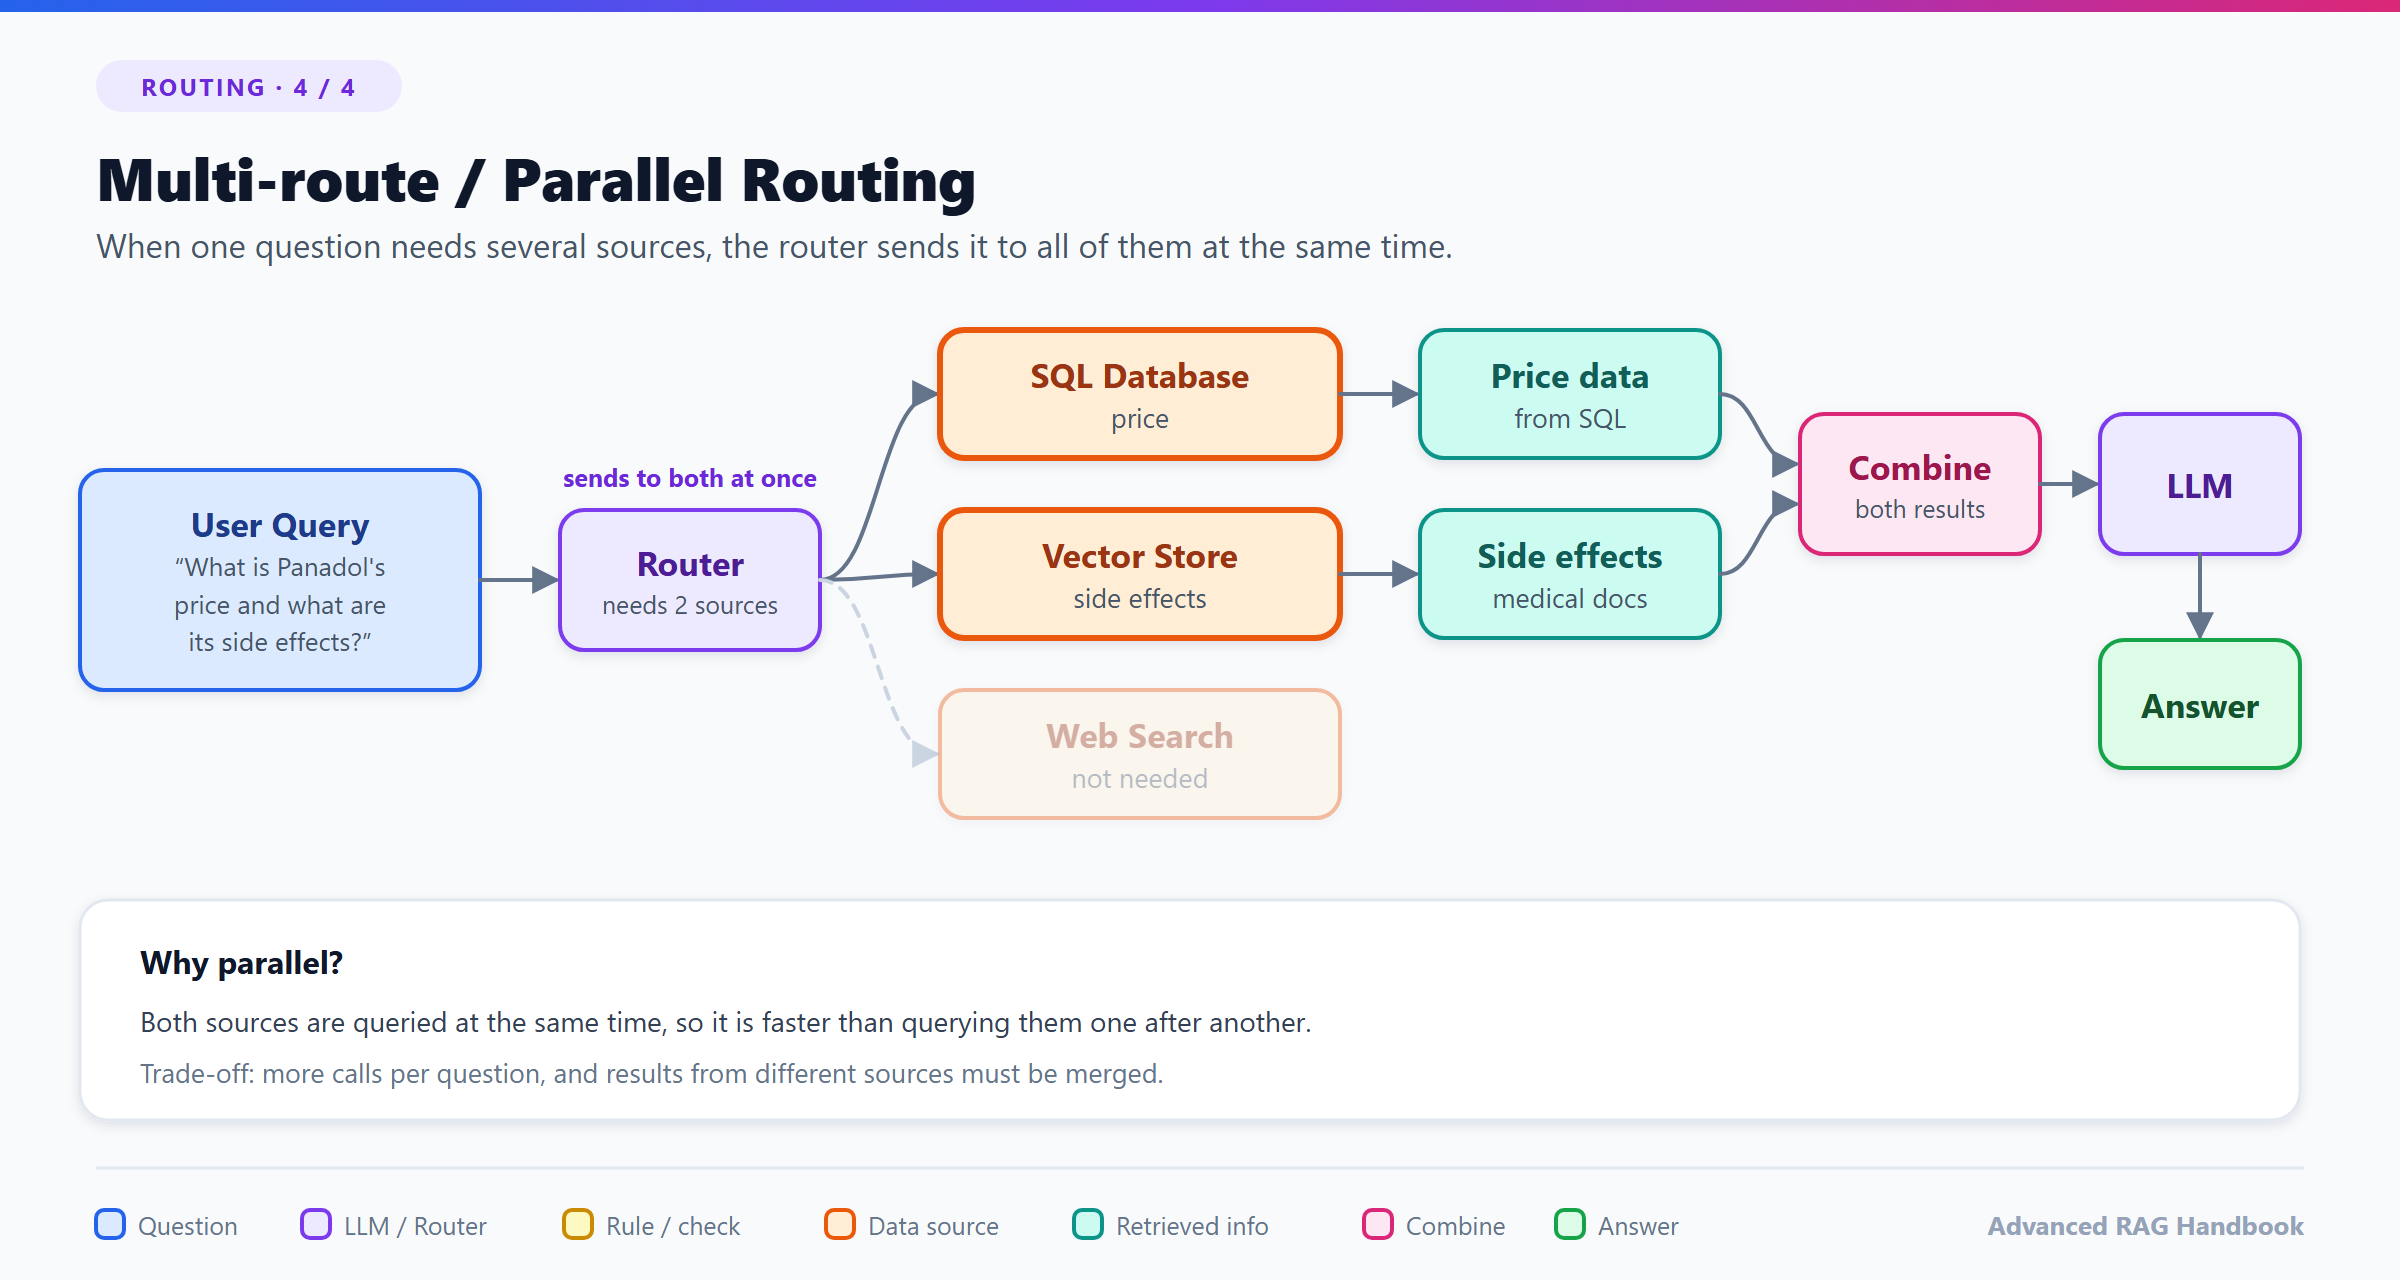 ROUTING · 4 / 4
Multi-route / Parallel Routing
When one question needs several sources, the router sends it to all of them at the same time.
User Query
“What is Panadol's
price and what are
its side effects?”
sends to both at once
Router
needs 2 sources
SQL Database
price
Vector Store
side effects
Web Search
not needed
Price data
from SQL
Side effects
medical docs
Combine
both results
LLM
Answer
Why parallel?
Both sources are queried at the same time, so it is faster than querying them one after another.
Trade-off: more calls per question, and results from different sources must be merged.
Question
LLM / Router
Rule / check
Data source
Retrieved info
Combine
Answer
Advanced RAG Handbook